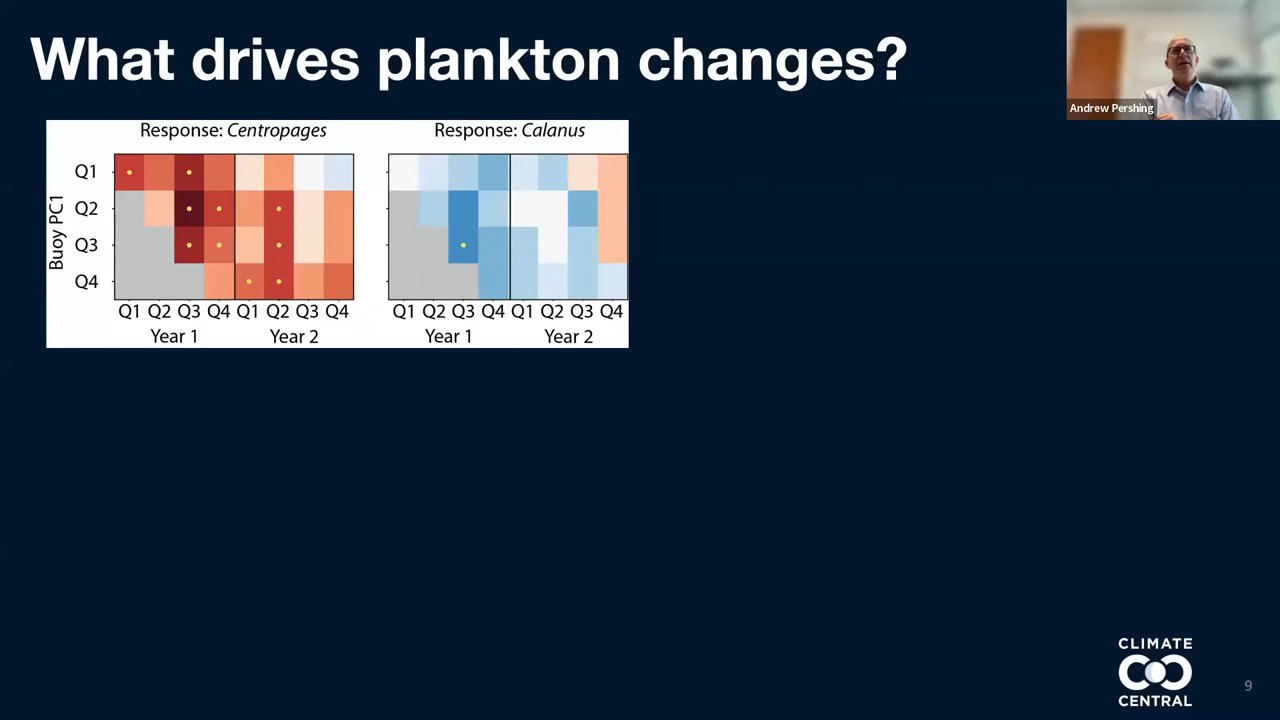 What drives plankton changes?
Andrew Pershing
Response: Centropages
Response: Calanus
Buoy PC1
Q1
Q2
Q3
Q4
Q1 Q2 Q3 Q4 Q1 Q2 Q3 Q4
Year 1 Year 2
Q1 Q2 Q3 Q4 Q1 Q2 Q3 Q4
Year 1 Year 2
CLIMATE
CENTRAL
9